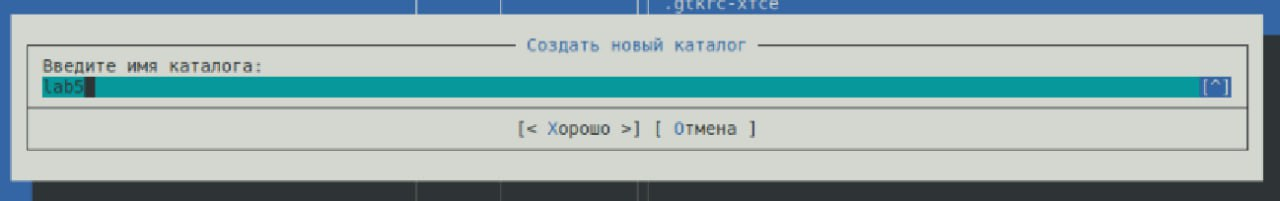 .gtkrc-xfce
Создать новый каталог
Введите имя каталога:
lab5 [^]
[< Хорошо >] [ Отмена ]